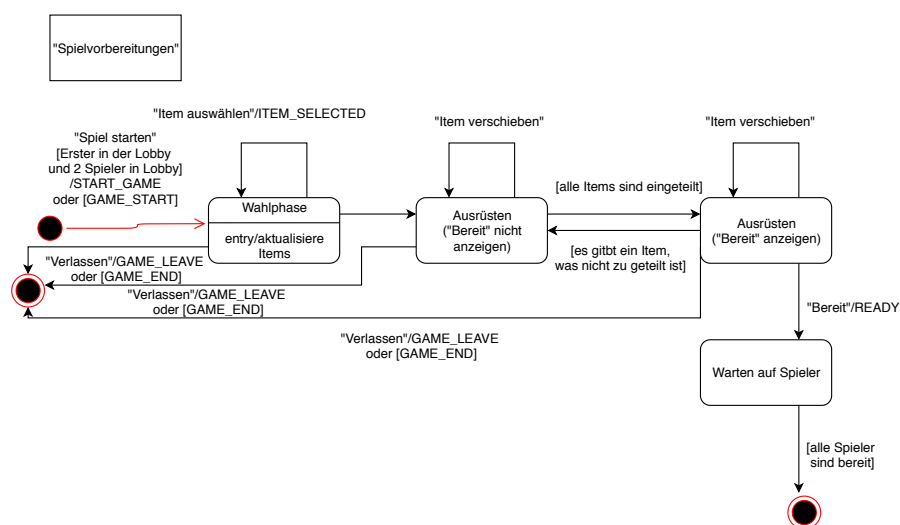 "Spielvorbereitungen"
"Item auswählen"/ITEM_SELECTED
"Item verschieben"
"Item verschieben"
"Spiel starten"
[Erster in der Lobby
und 2 Spieler in Lobby]
/START_GAME
oder [GAME_START]
Wahlphase
entry/aktualisiere
Items
Ausrüsten
("Bereit" nicht
anzeigen)
[alle Items sind eingeteilt]
Ausrüsten
("Bereit" anzeigen)
[es gitbt ein Item,
was nicht zu geteilt ist]
"Verlassen"/GAME_LEAVE
oder [GAME_END]
"Verlassen"/GAME_LEAVE
oder [GAME_END]
"Verlassen"/GAME_LEAVE
oder [GAME_END]
"Bereit"/READY
Warten auf Spieler
[alle Spieler
sind bereit]